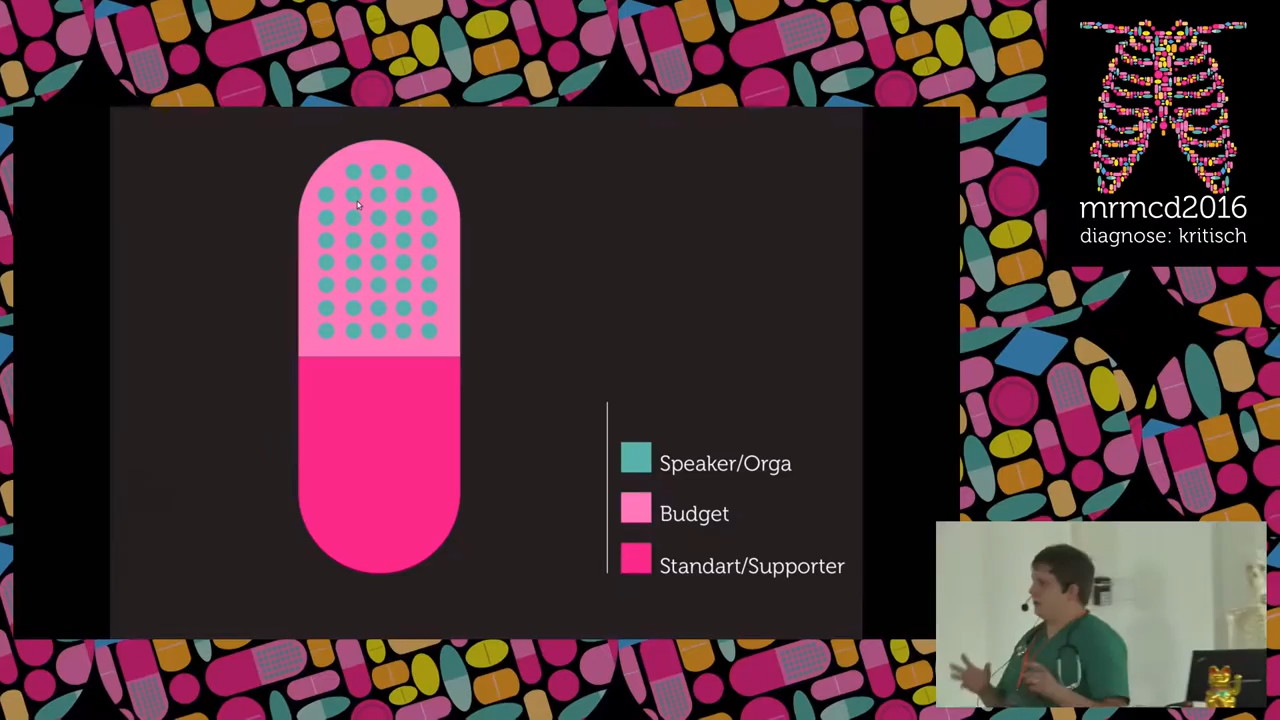 mrmcd2016
diagnose: kritisch
Speaker/Orga
Budget
Standart/Supporter